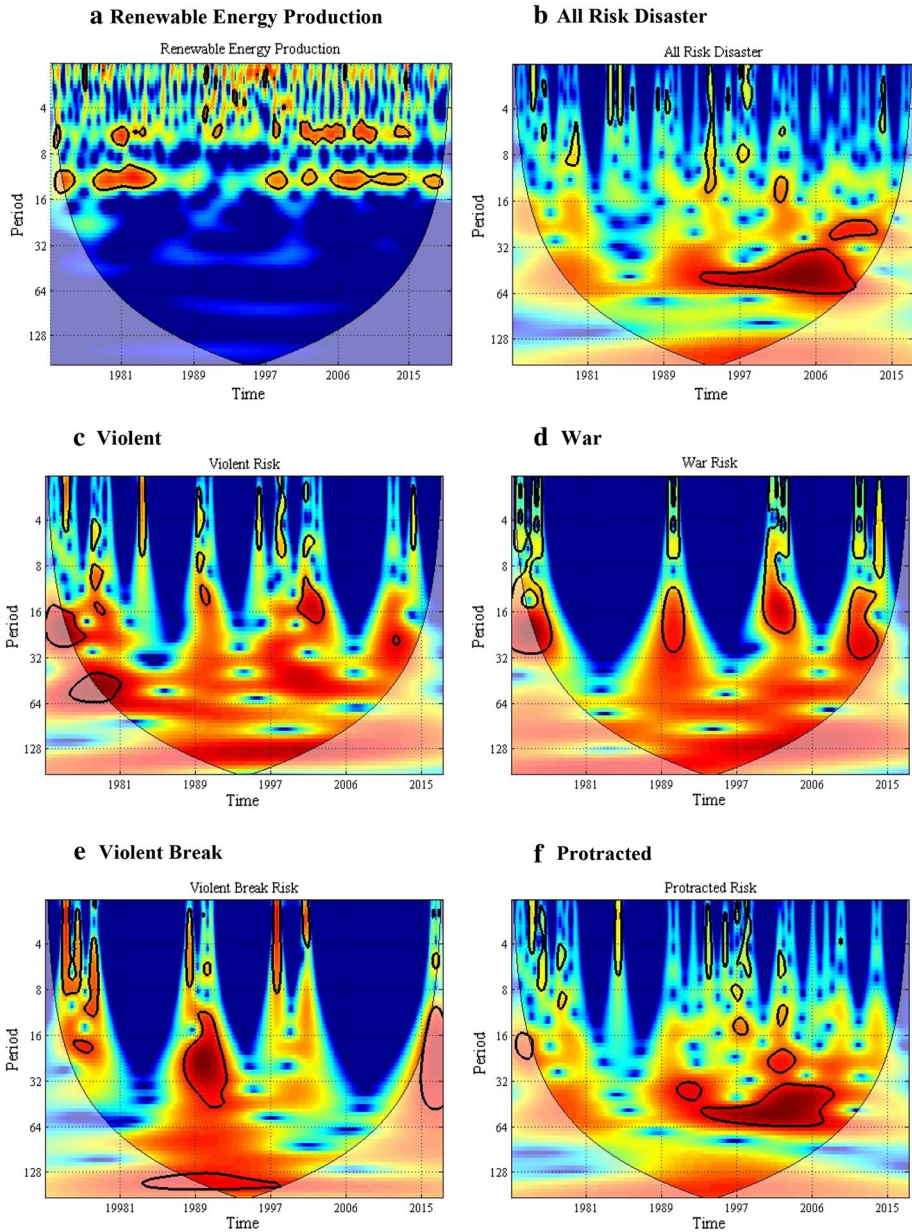 a Renewable Energy Production
Renewable Energy Production
Period
4
8
16
32
64
128
1981 1989 1997 2006 2015
Time
b All Risk Disaster
All Risk Disaster
Period
4
8
16
32
64
128
1981 1989 1997 2006 2015
Time
c Violent
Violent Risk
Period
4
8
16
32
64
128
1981 1989 1997 2006 2015
Time
d War
War Risk
Period
4
8
16
32
64
128
1981 1989 1997 2006 2015
Time
e Violent Break
Violent Break Risk
Period
4
8
16
32
64
128
19981 1989 1997 2006 2015
Time
f Protracted
Protracted Risk
Period
4
8
16
32
64
128
1981 1989 1997 2006 2015
Time